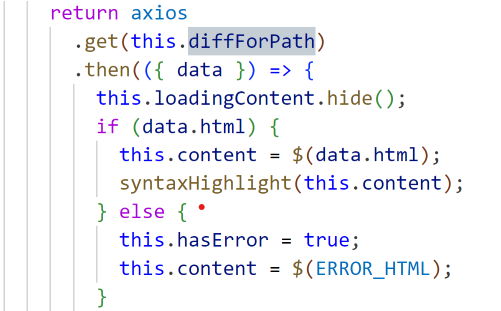 return axios
.get(this.diffForPath)
.then(({ data }) => {
this.loadingContent.hide();
if (data.html) {
this.content = $(data.html);
syntaxHighlight(this.content);
} else {
this.hasError = true;
this.content = $(ERROR_HTML);
}